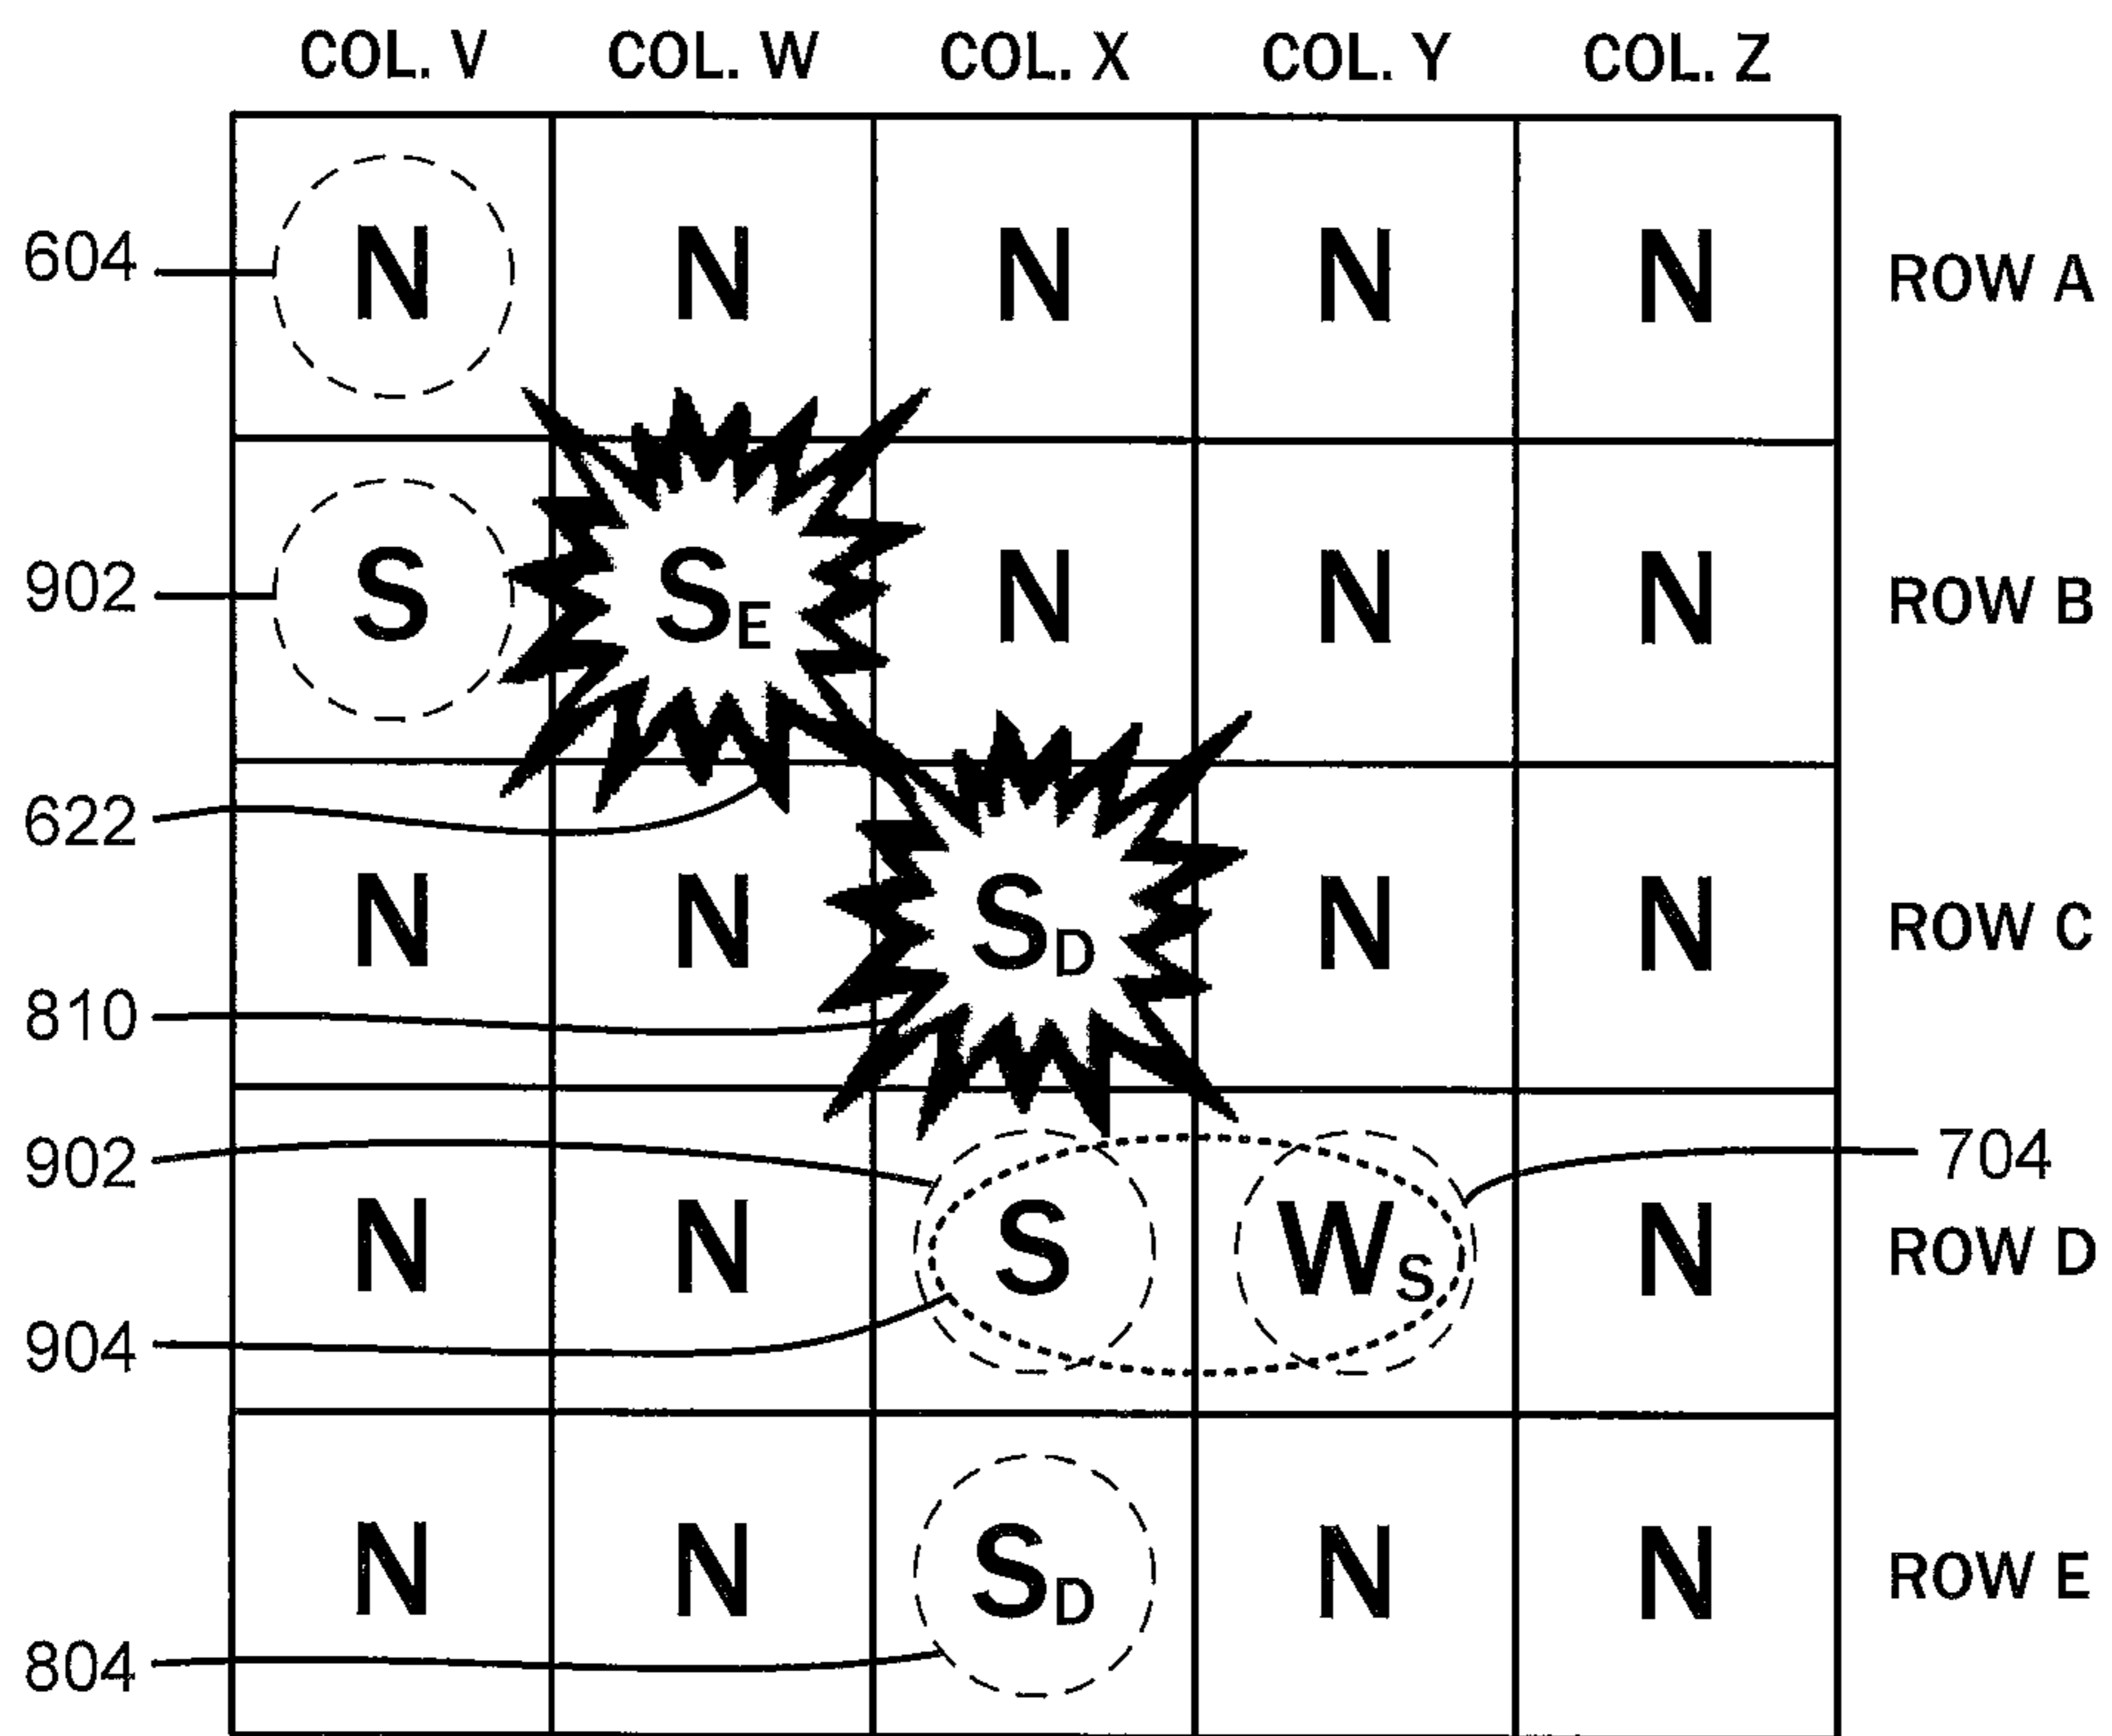 COL. V COL. W COL. X COL. Y COL. Z
604 N N N N N ROW A
902 S SE N N N ROW B
622
N N SD N N ROW C
810
902 704
N N S WS N ROW D
904
N N SD N N ROW E
804